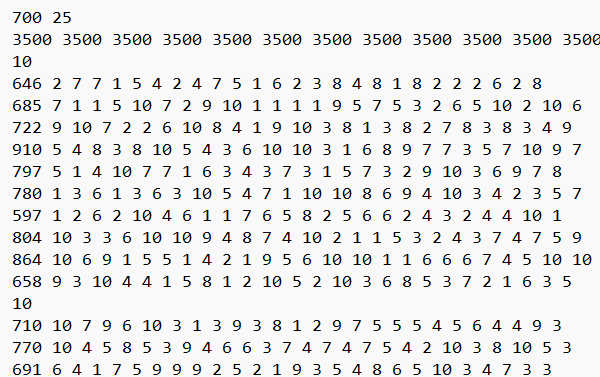 700 25
3500 3500 3500 3500 3500 3500 3500 3500 3500 3500 3500 3500
10
646 2 7 7 1 5 4 2 4 7 5 1 6 2 3 8 4 8 1 8 2 2 2 6 2 8
685 7 1 1 5 10 7 2 9 10 1 1 1 1 9 5 7 5 3 2 6 5 10 2 10 6
722 9 10 7 2 2 6 10 8 4 1 9 10 3 8 1 3 8 2 7 8 3 8 3 4 9
910 5 4 8 3 8 10 5 4 3 6 10 10 3 1 6 8 9 7 7 3 5 7 10 9 7
797 5 1 4 10 7 7 1 6 3 4 3 7 3 1 5 7 3 2 9 10 3 6 9 7 8
780 1 3 6 1 3 6 3 10 5 4 7 1 10 10 8 6 9 4 10 3 4 2 3 5 7
597 1 2 6 2 10 4 6 1 1 7 6 5 8 2 5 6 6 2 4 3 2 4 4 10 1
804 10 3 3 6 10 10 9 4 8 7 4 10 2 1 1 5 3 2 4 3 7 4 7 5 9
864 10 6 9 1 5 5 1 4 2 1 9 5 6 10 10 1 1 6 6 6 7 4 5 10 10
658 9 3 10 4 4 1 5 8 1 2 10 5 2 10 3 6 8 5 3 7 2 1 6 3 5
10
710 10 7 9 6 10 3 1 3 9 3 8 1 2 9 7 5 5 5 4 5 6 4 4 9 3
770 10 4 5 8 5 3 9 4 6 6 3 7 4 7 4 7 5 4 2 10 3 8 10 5 3
691 6 4 1 7 5 9 9 9 2 5 2 1 9 3 5 4 8 6 5 10 3 4 7 3 3